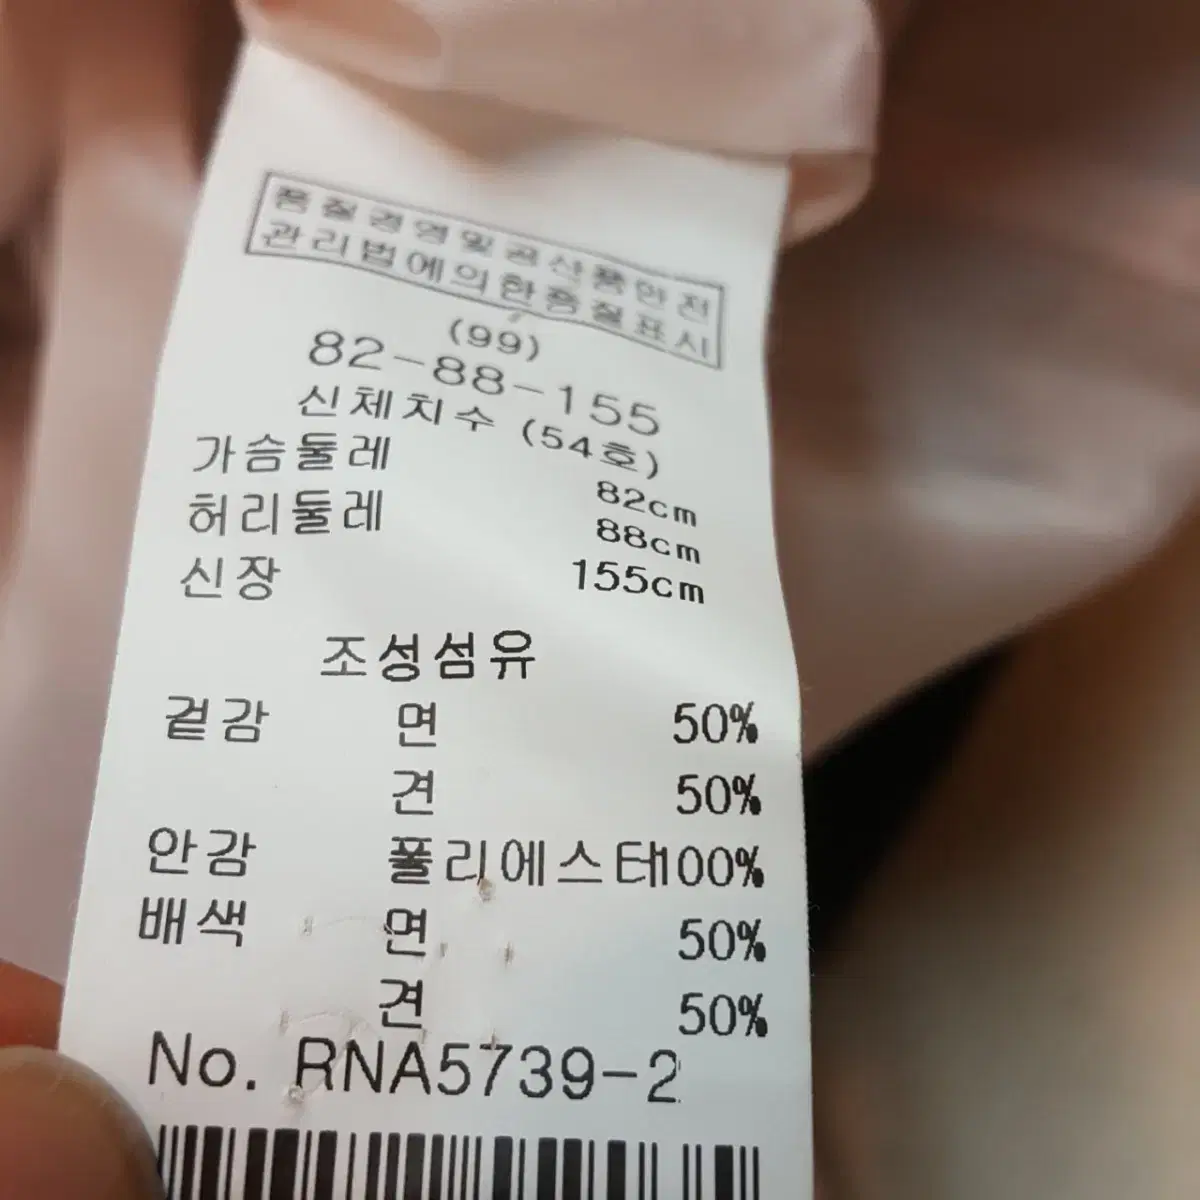 품질경영및공산품안전
관리법에의한품질표시
(99)
82-88-155
신체치수 (54호)
가슴둘레 82cm
허리둘레 88cm
신장 155cm
조성섬유
겉감 면 50%
견 50%
안감 폴리에스테100%
배색 면 50%
견 50%
No. RNA5739-2